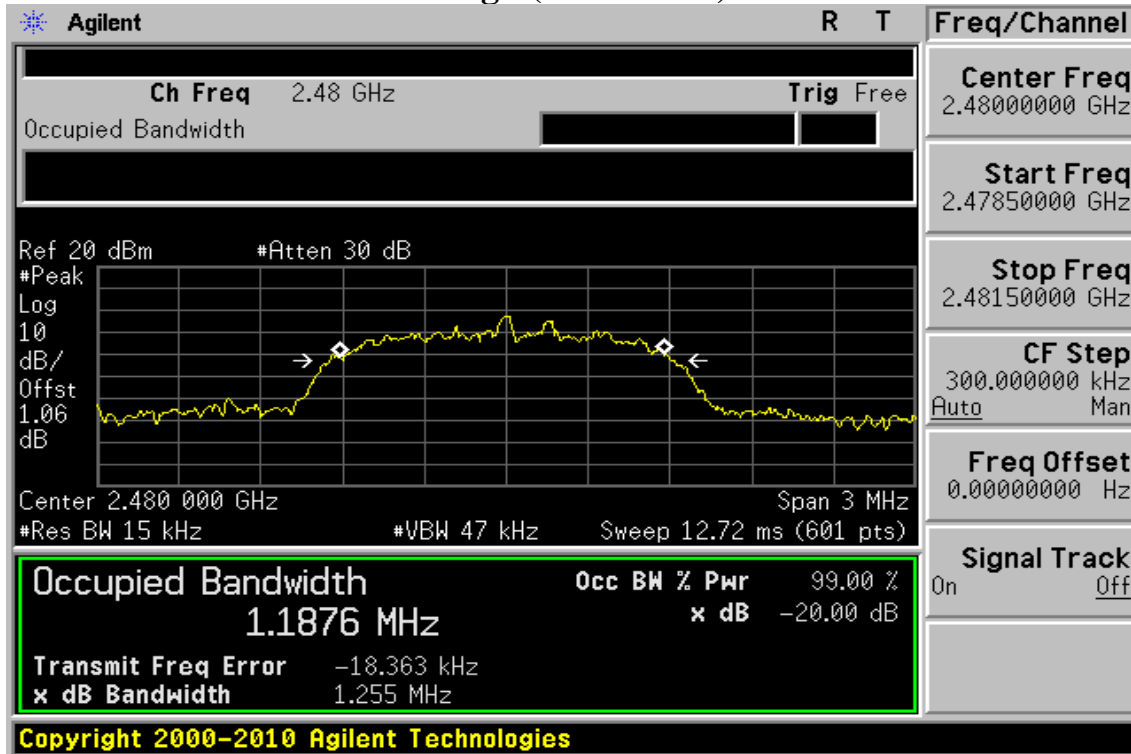 Agilent R T
Ch Freq 2.48 GHz Trig Free
Occupied Bandwidth
Ref 20 dBm #Atten 30 dB
#Peak
Log
10
dB/
Offst
1.06
dB
Center 2.480 000 GHz Span 3 MHz
#Res BW 15 kHz #VBW 47 kHz Sweep 12.72 ms (601 pts)
Occupied Bandwidth Occ BW % Pwr 99.00 %
1.1876 MHz x dB -20.00 dB
Transmit Freq Error -18.363 kHz
x dB Bandwidth 1.255 MHz
Copyright 2000-2010 Agilent Technologies
Freq/Channel
Center Freq
2.48000000 GHz
Start Freq
2.47850000 GHz
Stop Freq
2.48150000 GHz
CF Step
300.000000 kHz
Auto Man
Freq Offset
0.00000000 Hz
Signal Track
On Off